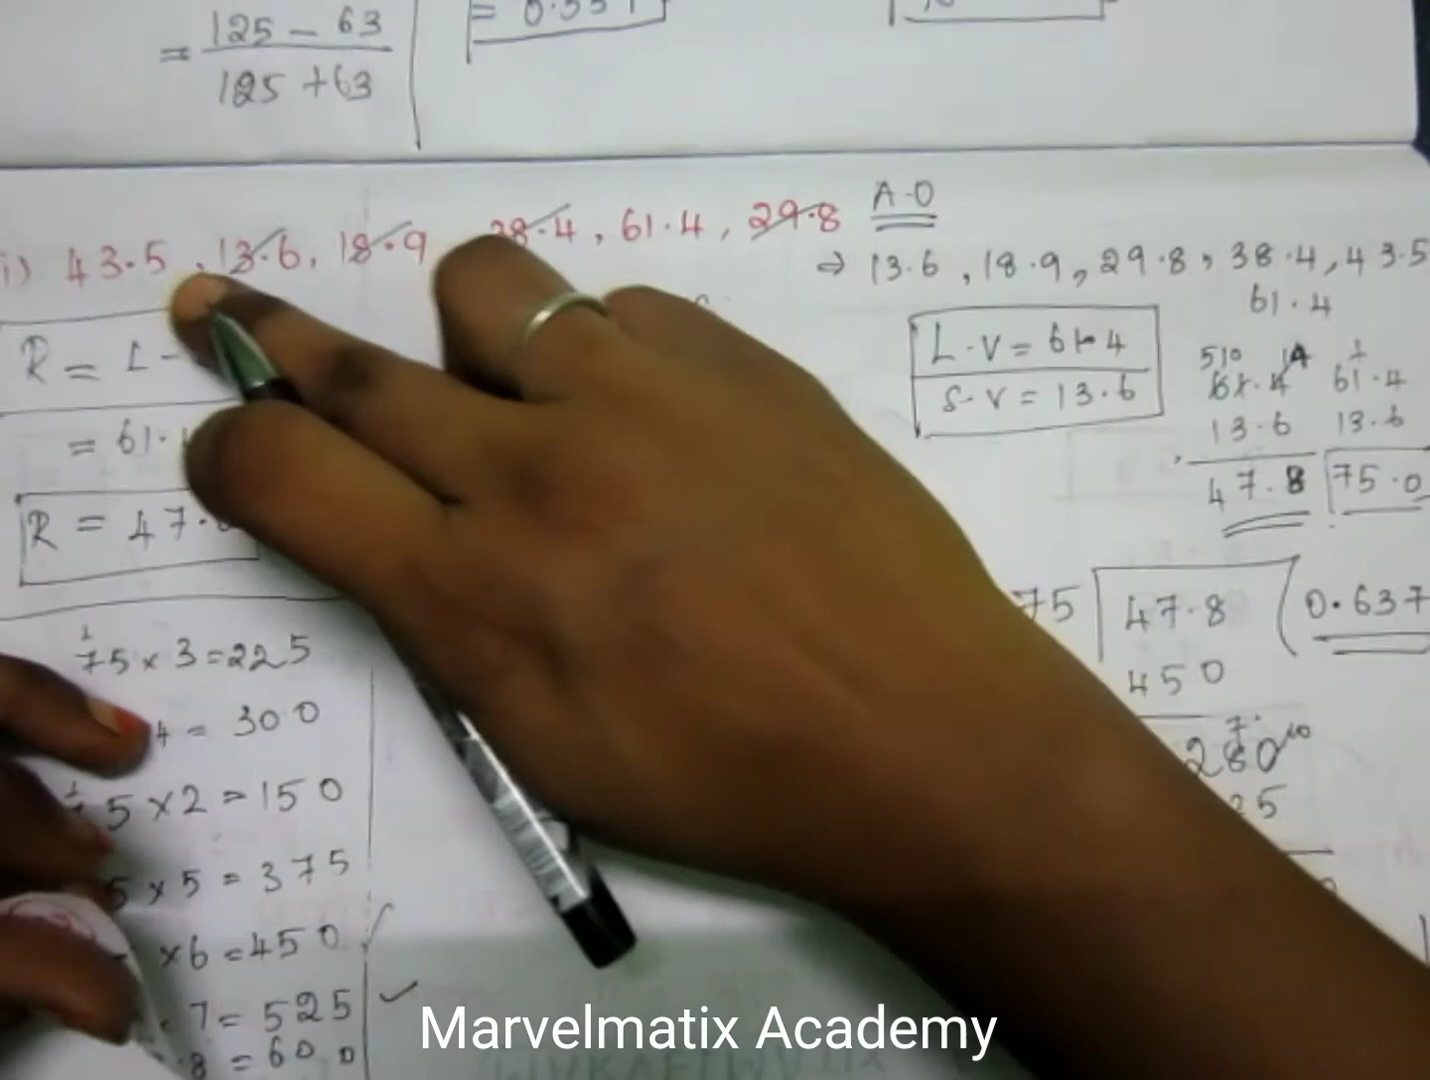 = 125 - 63
125 + 63
i) 43.5, 13.6, 18.9 38.4, 61.4, 29.8
A.O
⇒ 13.6, 18.9, 29.8, 38.4, 43.5
61.4
R = L -
= 61.
R = 47.
L.V = 61.4
S.V = 13.6
61.4
13.6
47.8
61.4
13.6
75.0
75 47.8 0.637
450
280
25
75 × 3 = 225
4 = 300
5 × 2 = 150
5 × 5 = 375
× 6 = 450
7 = 525
8 = 600
Marvelmatix Academy